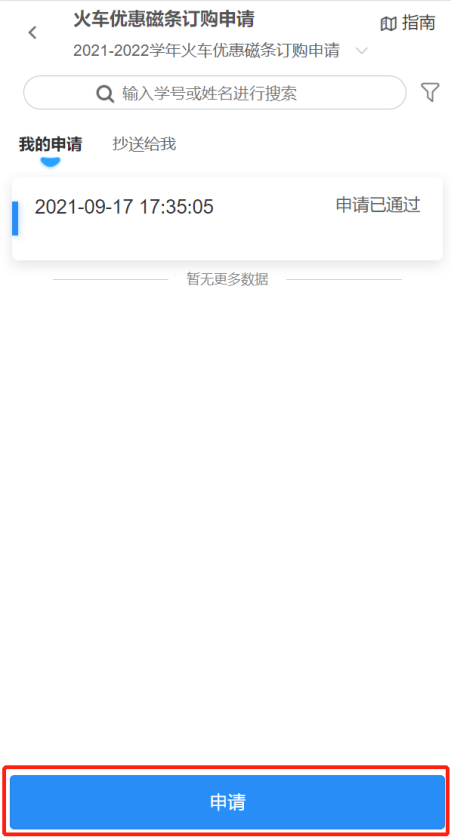 火车优惠磁条订购申请
指南
2021-2022学年火车优惠磁条订购申请
输入学号或姓名进行搜索
我的申请 抄送给我
2021-09-17 17:35:05 申请已通过
暂无更多数据
申请